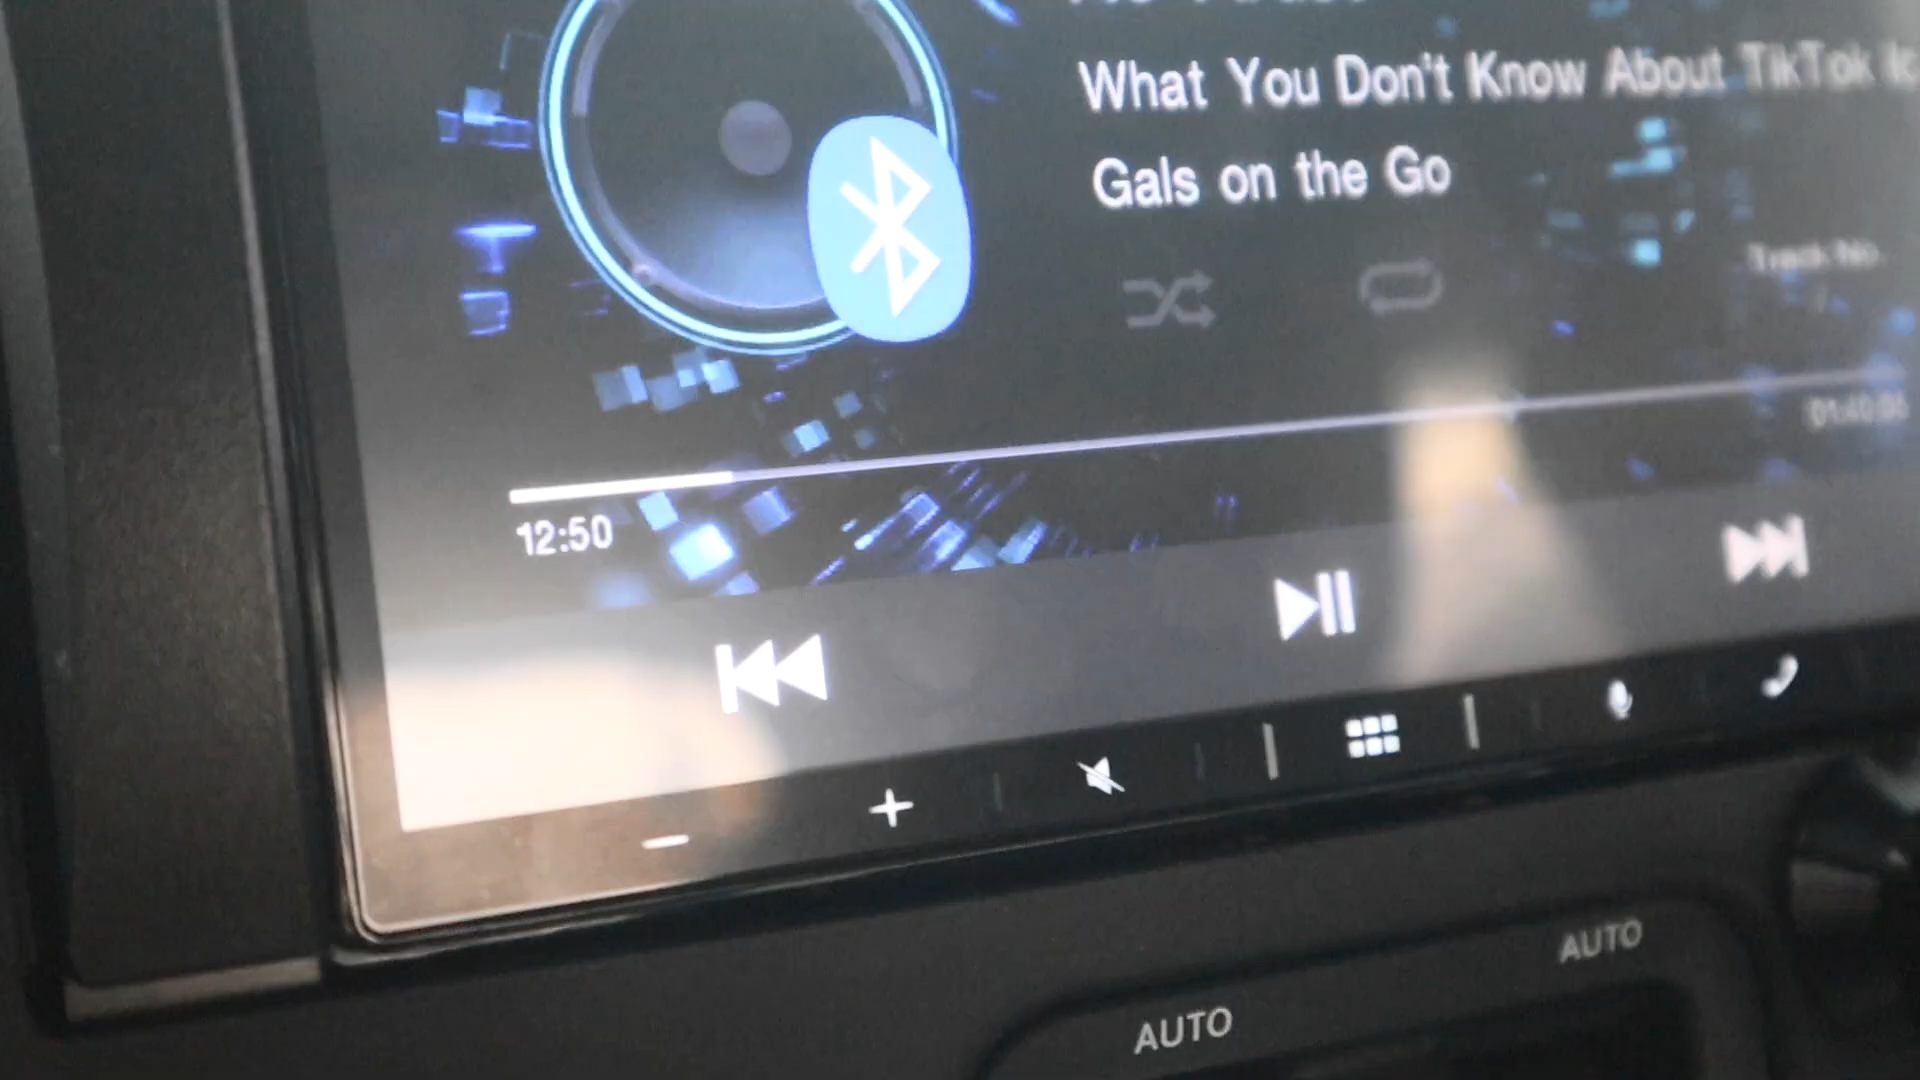 What You Don't Know About TikTok
Gals on the Go
Track No.
12:50
AUTO
AUTO